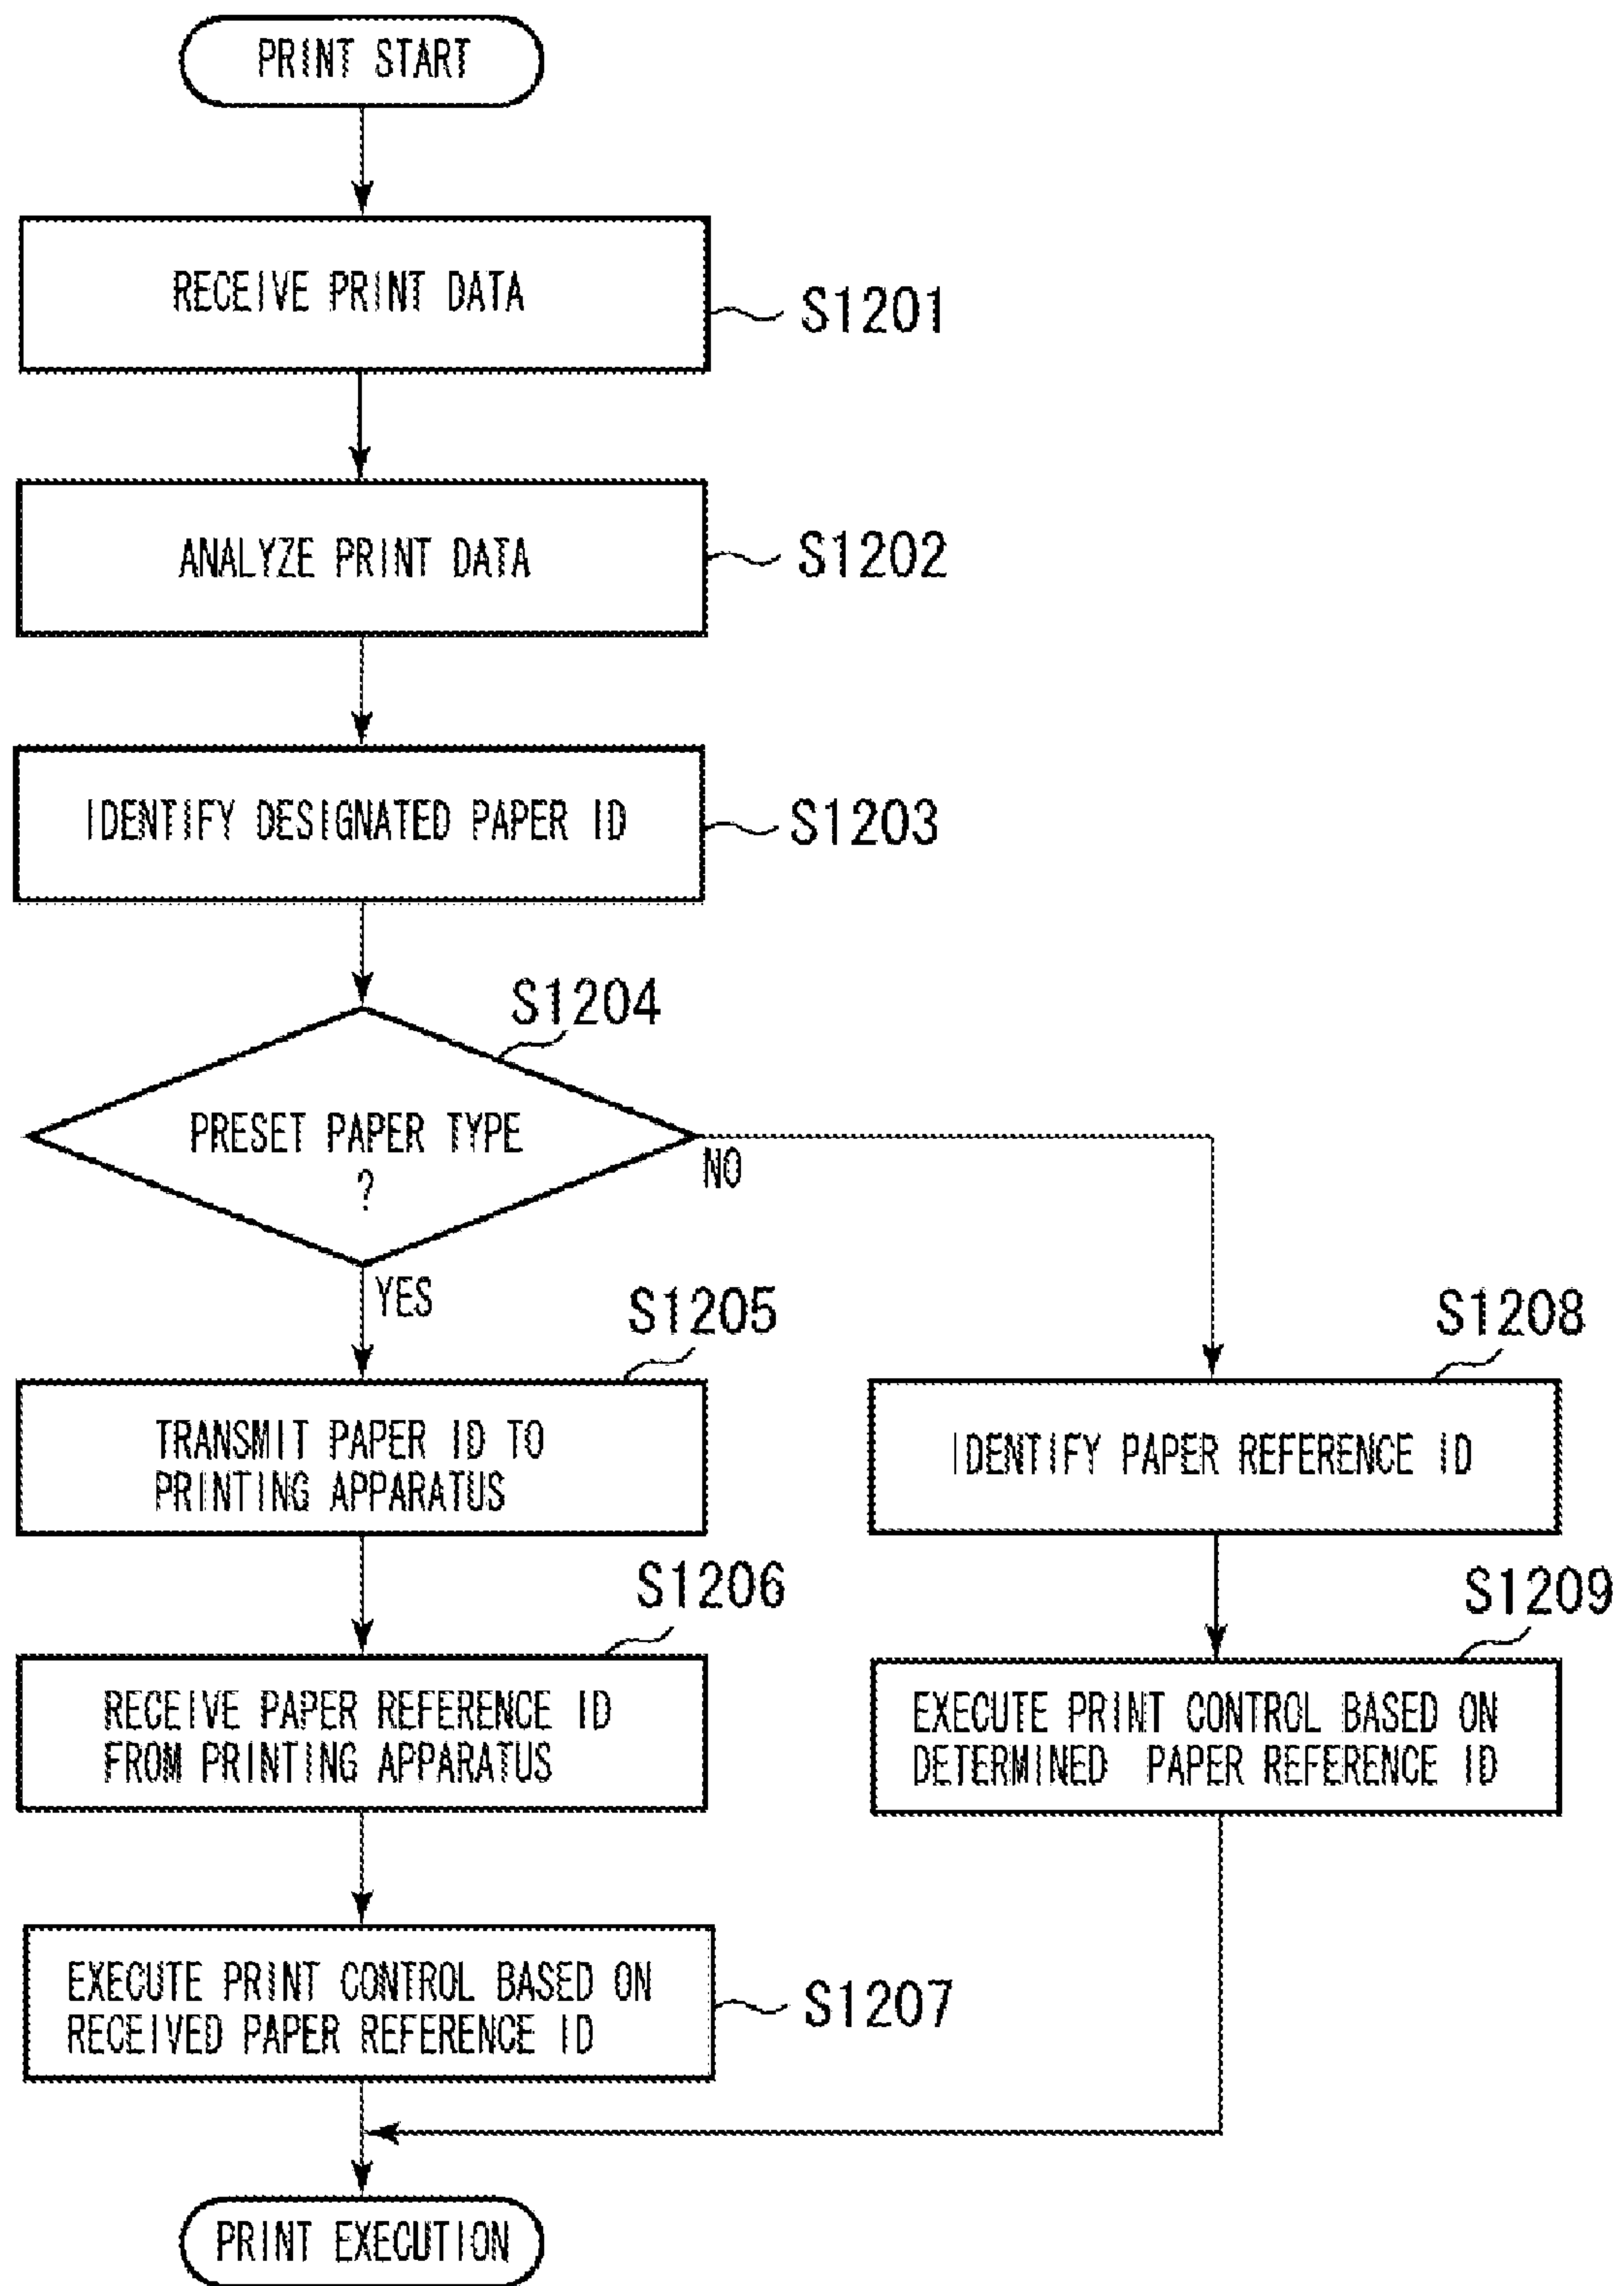 PRINT START
RECEIVE PRINT DATA
S1201
ANALYZE PRINT DATA
S1202
IDENTIFY DESIGNATED PAPER ID
S1203
S1204
PRESET PAPER TYPE
?
NO
YES
S1205
TRANSMIT PAPER ID TO
PRINTING APPARATUS
S1208
IDENTIFY PAPER REFERENCE ID
S1206
RECEIVE PAPER REFERENCE ID
FROM PRINTING APPARATUS
S1209
EXECUTE PRINT CONTROL BASED ON
DETERMINED PAPER REFERENCE ID
EXECUTE PRINT CONTROL BASED ON
RECEIVED PAPER REFERENCE ID
S1207
PRINT EXECUTION